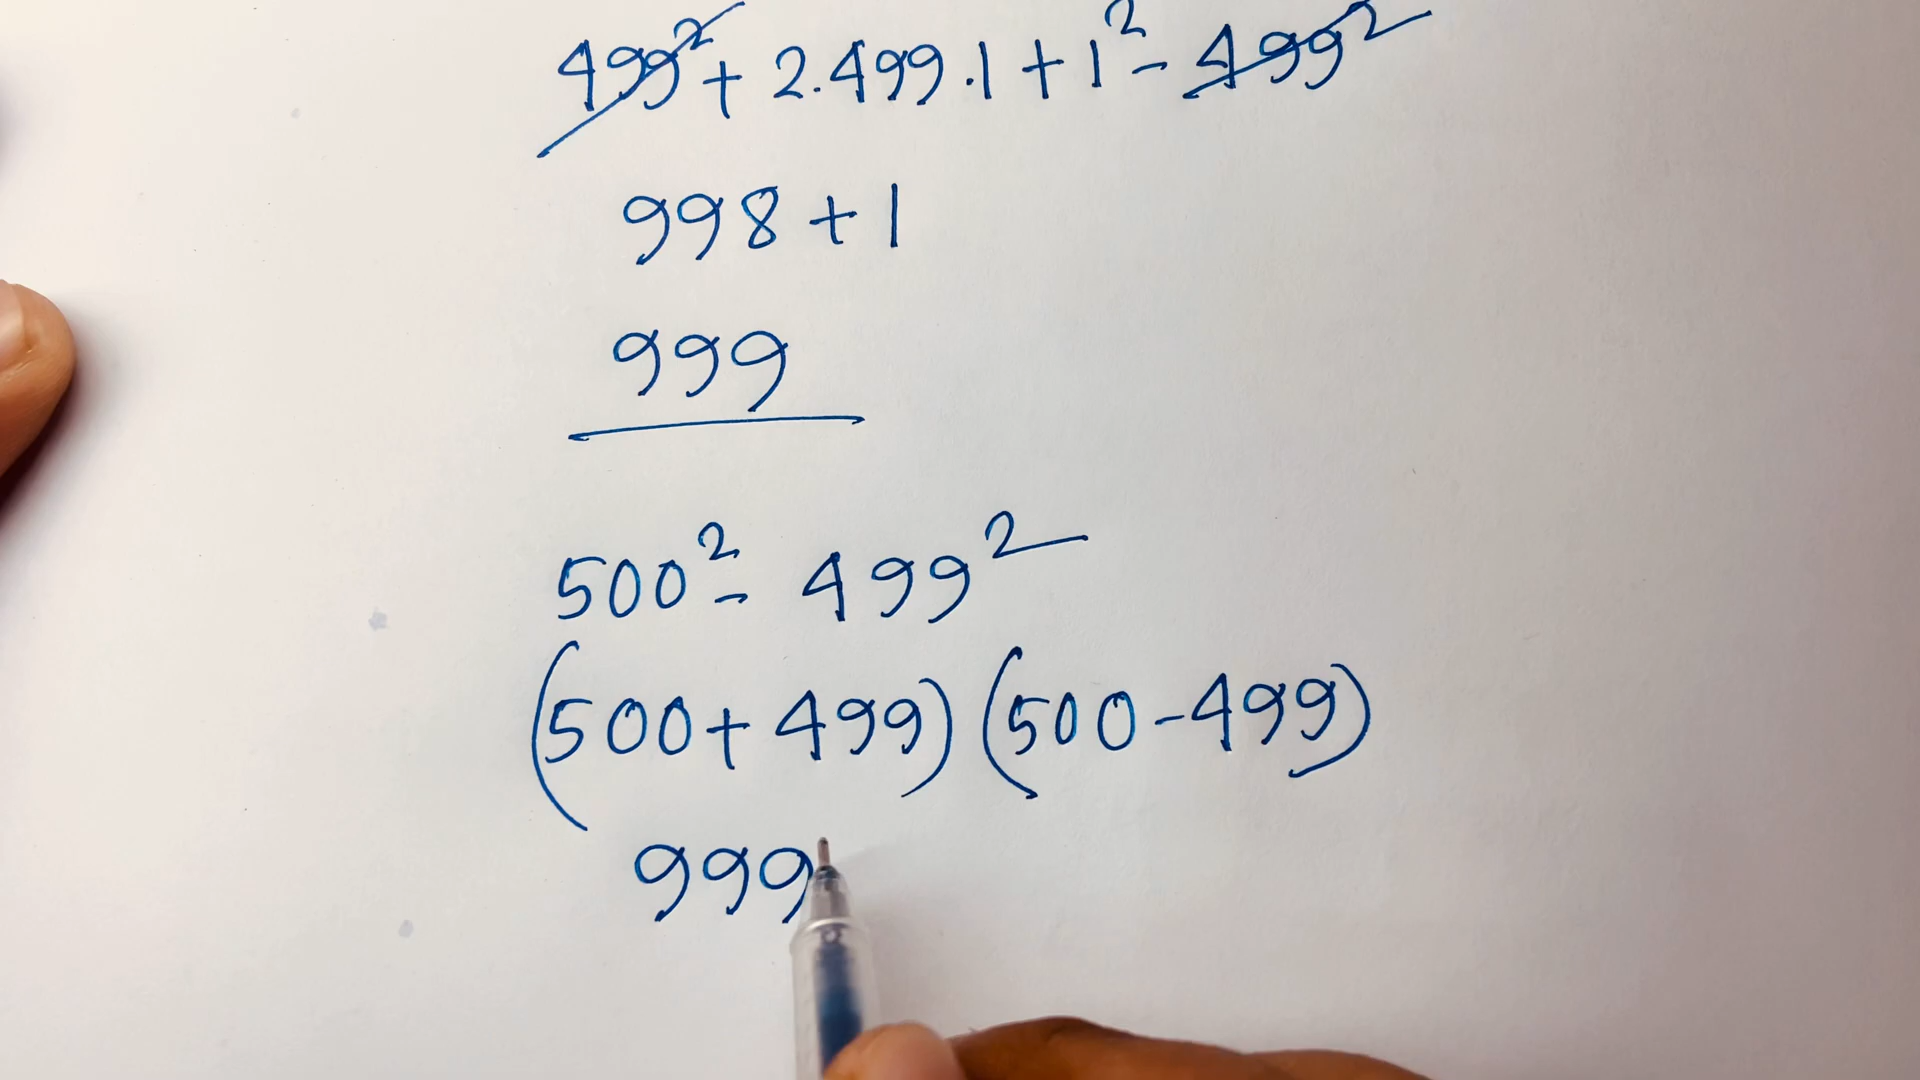 499² + 2.499.1 + 1² - 499²
998 + 1
999
500² - 499²
(500 + 499) (500 - 499)
999